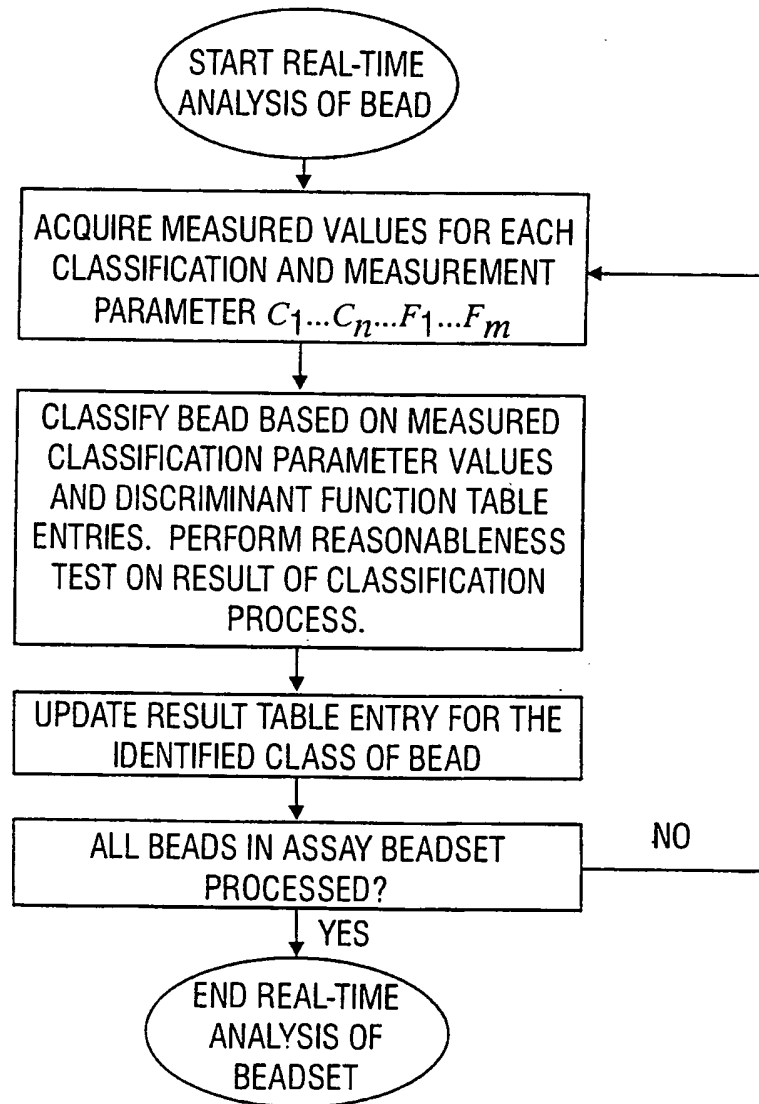 START REAL-TIME
ANALYSIS OF BEAD
ACQUIRE MEASURED VALUES FOR EACH
CLASSIFICATION AND MEASUREMENT
PARAMETER C1...Cn...F1...Fm
CLASSIFY BEAD BASED ON MEASURED
CLASSIFICATION PARAMETER VALUES
AND DISCRIMINANT FUNCTION TABLE
ENTRIES. PERFORM REASONABLENESS
TEST ON RESULT OF CLASSIFICATION
PROCESS.
UPDATE RESULT TABLE ENTRY FOR THE
IDENTIFIED CLASS OF BEAD
ALL BEADS IN ASSAY BEADSET
PROCESSED?
NO
YES
END REAL-TIME
ANALYSIS OF
BEADSET